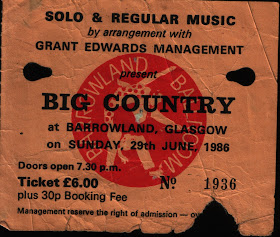 SOLO & REGULAR MUSIC
by arrangement with
GRANT EDWARDS MANAGEMENT
present
BIG COUNTRY
at BARROWLAND, GLASGOW
on SUNDAY, 29th JUNE, 1986
Doors open 7.30 p.m.
Ticket £6.00
plus 30p Booking Fee
Nº 1936
Management reserve the right of admission —
BARROWLAND BALLROOM